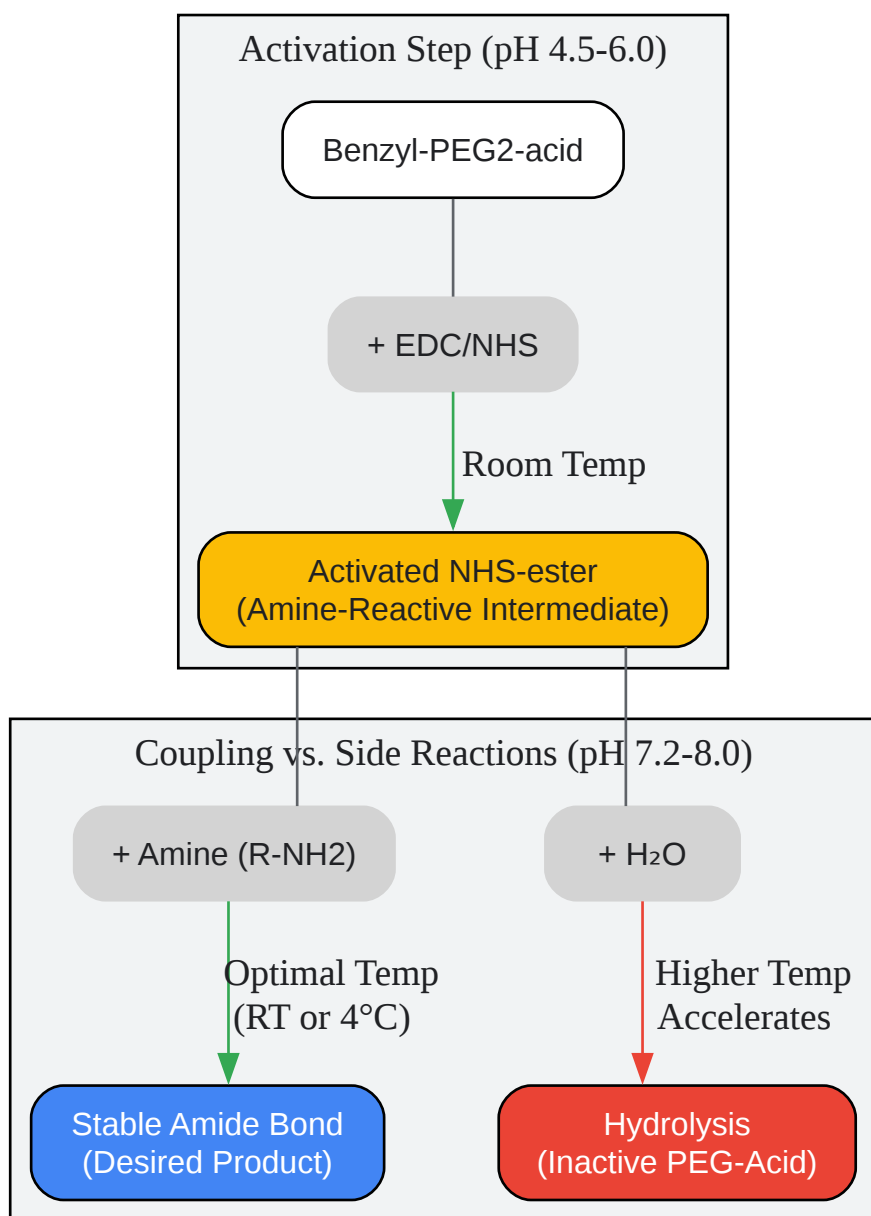 Activation Step (pH 4.5-6.0)
Benzyl-PEG2-acid
+ EDC/NHS
Room Temp
Activated NHS-ester
(Amine-Reactive Intermediate)
Coupling vs. Side Reactions (pH 7.2-8.0)
+ Amine (R-NH2)
+ H₂O
Optimal Temp
(RT or 4°C)
Higher Temp
Accelerates
Stable Amide Bond
(Desired Product)
Hydrolysis
(Inactive PEG-Acid)